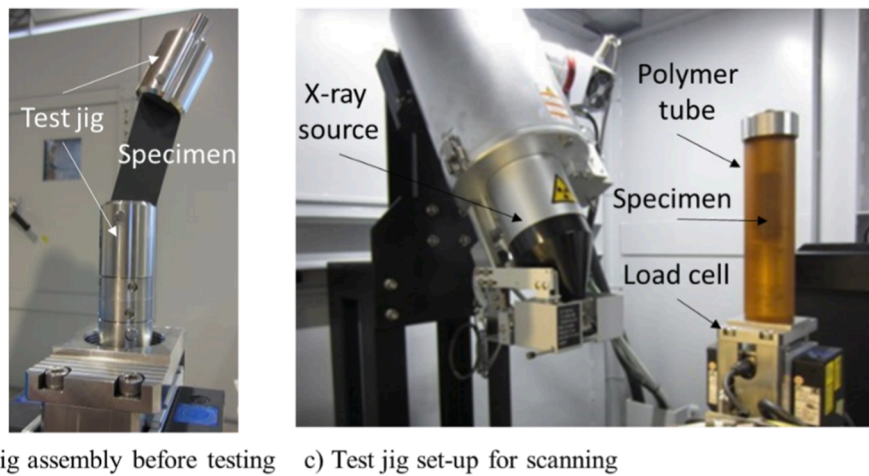 Test jig
Specimen
X-ray
source
Polymer
tube
Specimen
Load cell
ig assembly before testing
c) Test jig set-up for scanning